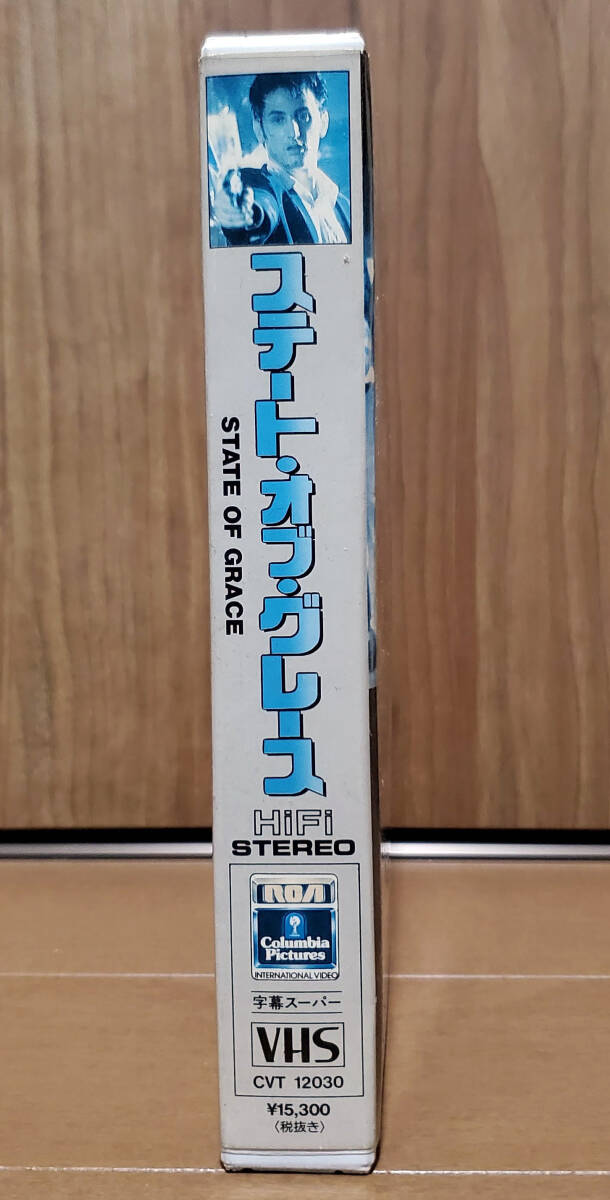 ステート・オブ・グレース
STATE OF GRACE
HiFi
STEREO
RCA
Columbia
Pictures
INTERNATIONAL VIDEO
字幕スーパー
VHS
CVT 12030
¥15,300
〈税抜き〉